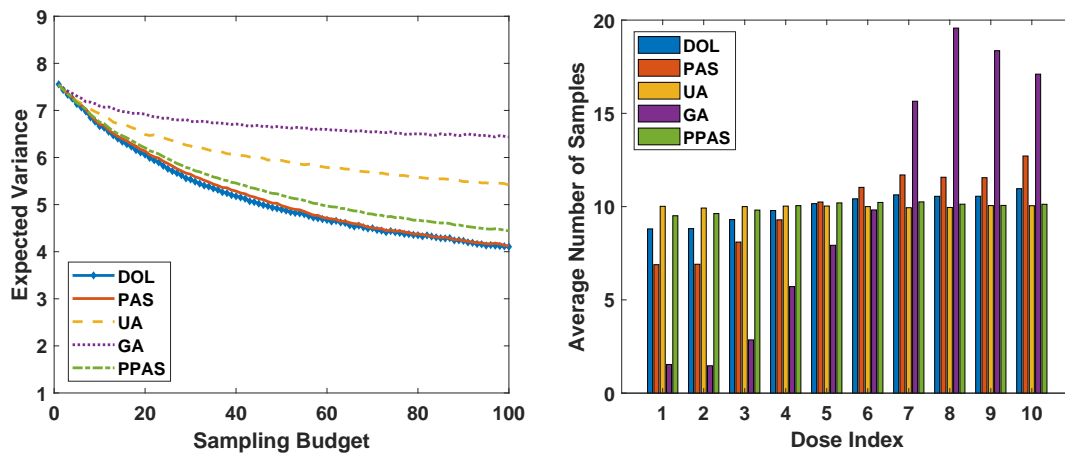 9
8
7
6
5
4
3
2
1
Expected Variance
DOL
PAS
UA
GA
PPAS
0 20 40 60 80 100
Sampling Budget
20
15
10
5
0
Average Number of Samples
DOL
PAS
UA
GA
PPAS
1 2 3 4 5 6 7 8 9 10
Dose Index